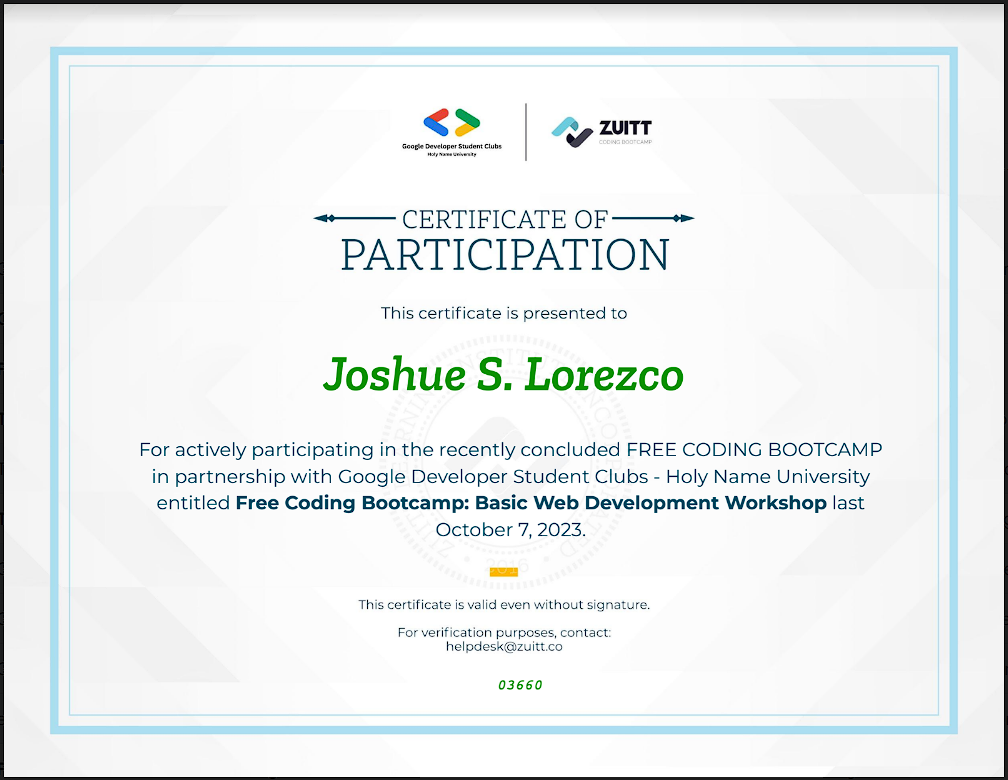 Google Developer Student Clubs
Holy Name University
ZUITT
CODING BOOTCAMP
CERTIFICATE OF
PARTICIPATION
This certificate is presented to
Joshue S. Lorezco
For actively participating in the recently concluded FREE CODING BOOTCAMP
in partnership with Google Developer Student Clubs - Holy Name University
entitled Free Coding Bootcamp: Basic Web Development Workshop last
October 7, 2023.
This certificate is valid even without signature.
For verification purposes, contact:
helpdesk@zuitt.co
03660